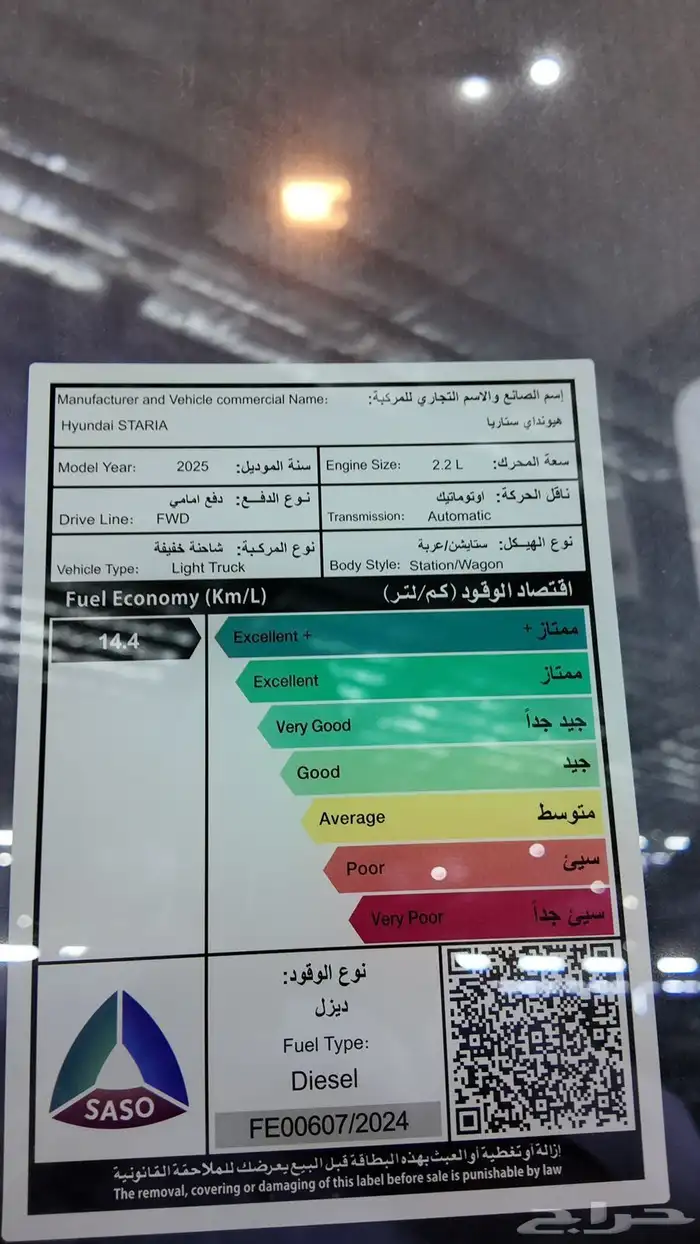 Manufacturer and Vehicle commercial Name: إسم الصانع والاسم التجاري للمركبة:
Hyundai STARIA هيونداي ستاريا
Model Year: 2025 سنة الموديل: Engine Size: 2.2 L سعة المحرك:
نوع الدفع: دفع امامي ناقل الحركة: اوتوماتيك
Drive Line: FWD Transmission: Automatic
نوع المركبة: شاحنة خفيفة نوع الهيكل: ستايشن/عربة
Vehicle Type: Light Truck Body Style: Station/Wagon
Fuel Economy (Km/L) اقتصاد الوقود (كم/لتر)
14.4 Excellent + ممتاز +
Excellent ممتاز
Very Good جيد جداً
Good جيد
Average متوسط
Poor سيئ
Very Poor سيئ جداً
نوع الوقود:
ديزل
Fuel Type:
Diesel
SASO
FE00607/2024
إزالة أو تغطية أو العبث بهذه البطاقة قبل البيع يعرضك للملاحقة القانونية
The removal, covering or damaging of this label before sale is punishable by law
حراج